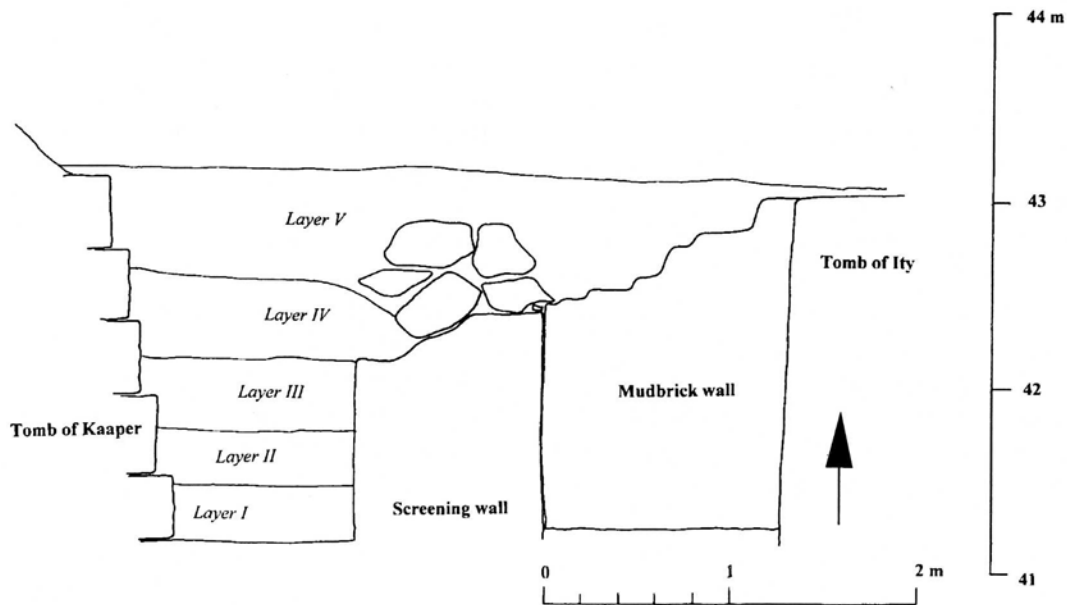 44 m
Layer V
43
Tomb of Ity
Layer IV
Layer III
Mudbrick wall
42
Tomb of Kaaper
Layer II
Layer I
Screening wall
0
1
2 m
41